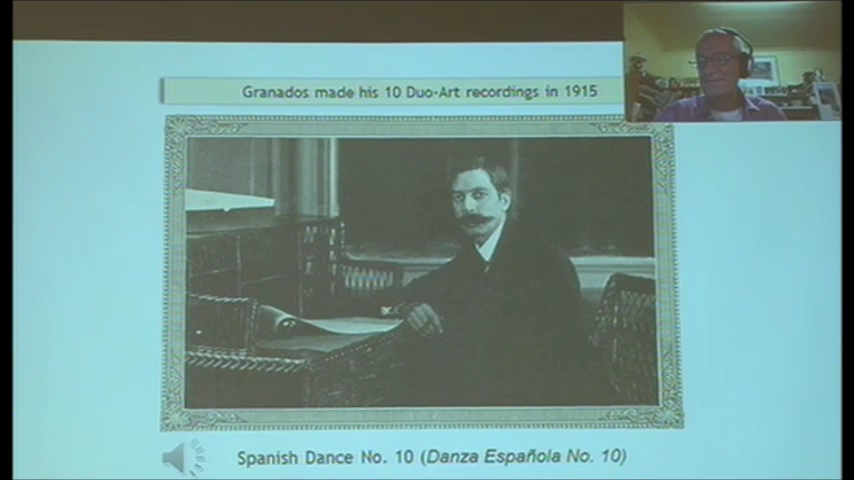 Granados made his 10 Duo-Art recordings in 1915
Spanish Dance No. 10 (Danza Española No. 10)